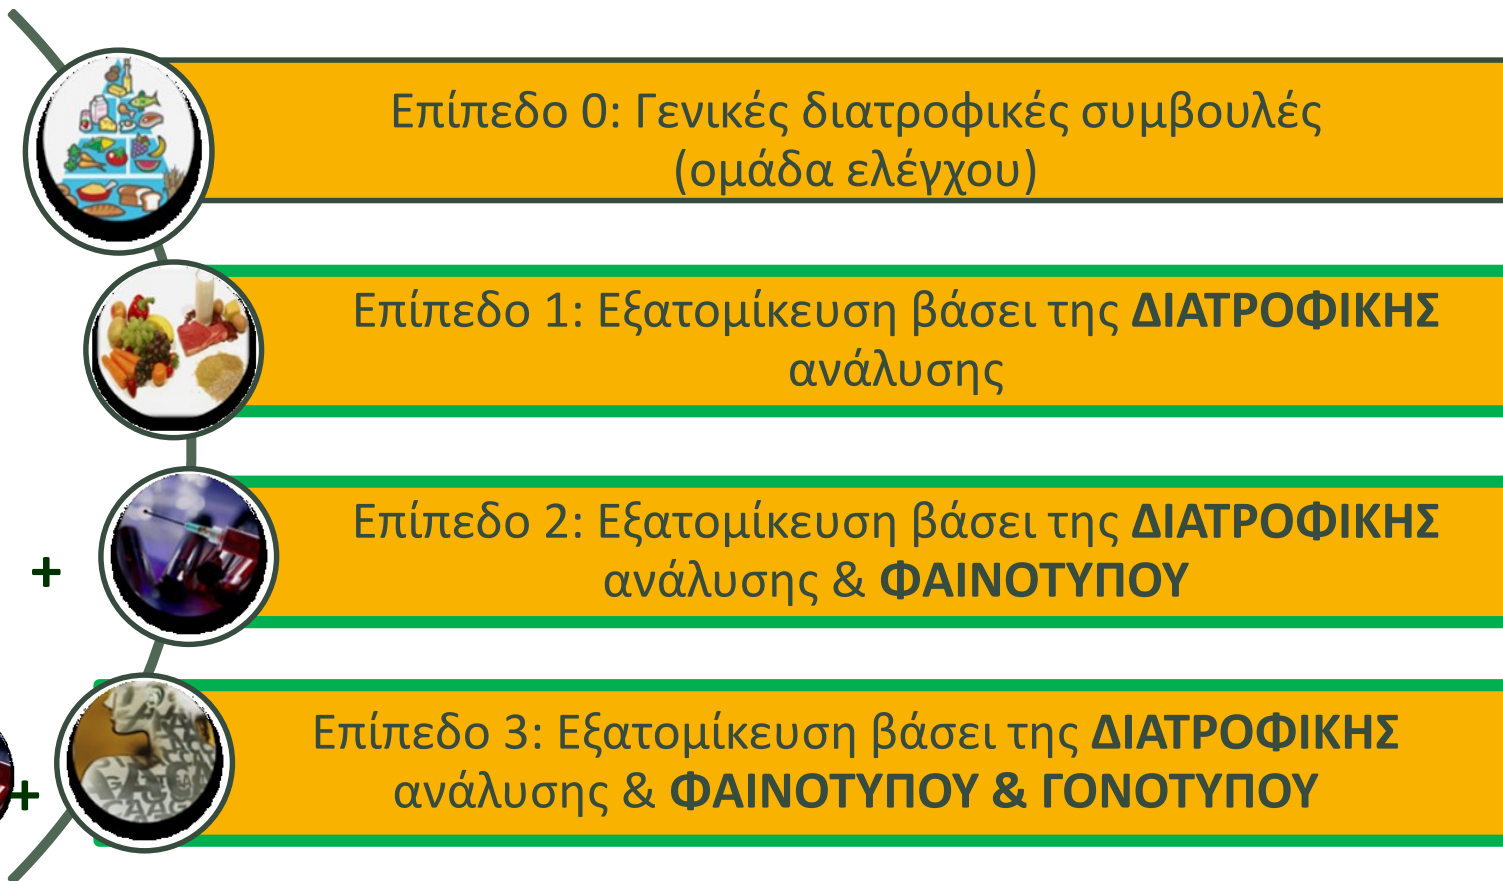 Επίπεδο 0: Γενικές διατροφικές συμβουλές
(ομάδα ελέγχου)
Επίπεδο 1: Εξατομίκευση βάσει της ΔΙΑΤΡΟΦΙΚΗΣ
ανάλυσης
+
Επίπεδο 2: Εξατομίκευση βάσει της ΔΙΑΤΡΟΦΙΚΗΣ
ανάλυσης & ΦΑΙΝΟΤΥΠΟΥ
+
Επίπεδο 3: Εξατομίκευση βάσει της ΔΙΑΤΡΟΦΙΚΗΣ
ανάλυσης & ΦΑΙΝΟΤΥΠΟΥ & ΓΟΝΟΤΥΠΟΥ